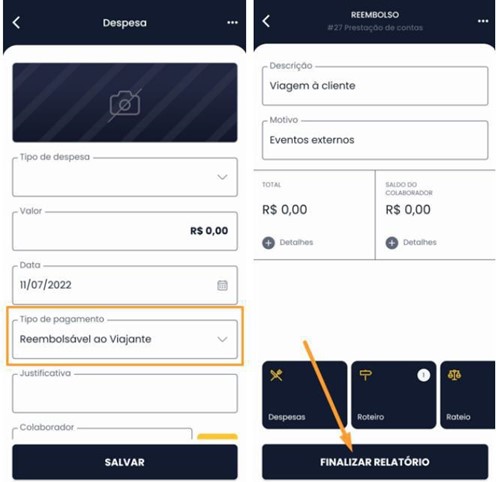 Despesa
Tipo de despesa
Valor
R$ 0,00
Data
11/07/2022
Tipo de pagamento
Reembolsável ao Viajante
Justificativa
Colaborador
SALVAR
REEMBOLSO
#27 Prestação de contas
Descrição
Viagem à cliente
Motivo
Eventos externos
TOTAL
R$ 0,00
Detalhes
SALDO DO
COLABORADOR
R$ 0,00
Detalhes
Despesas
1
Roteiro
Rateio
FINALIZAR RELATÓRIO